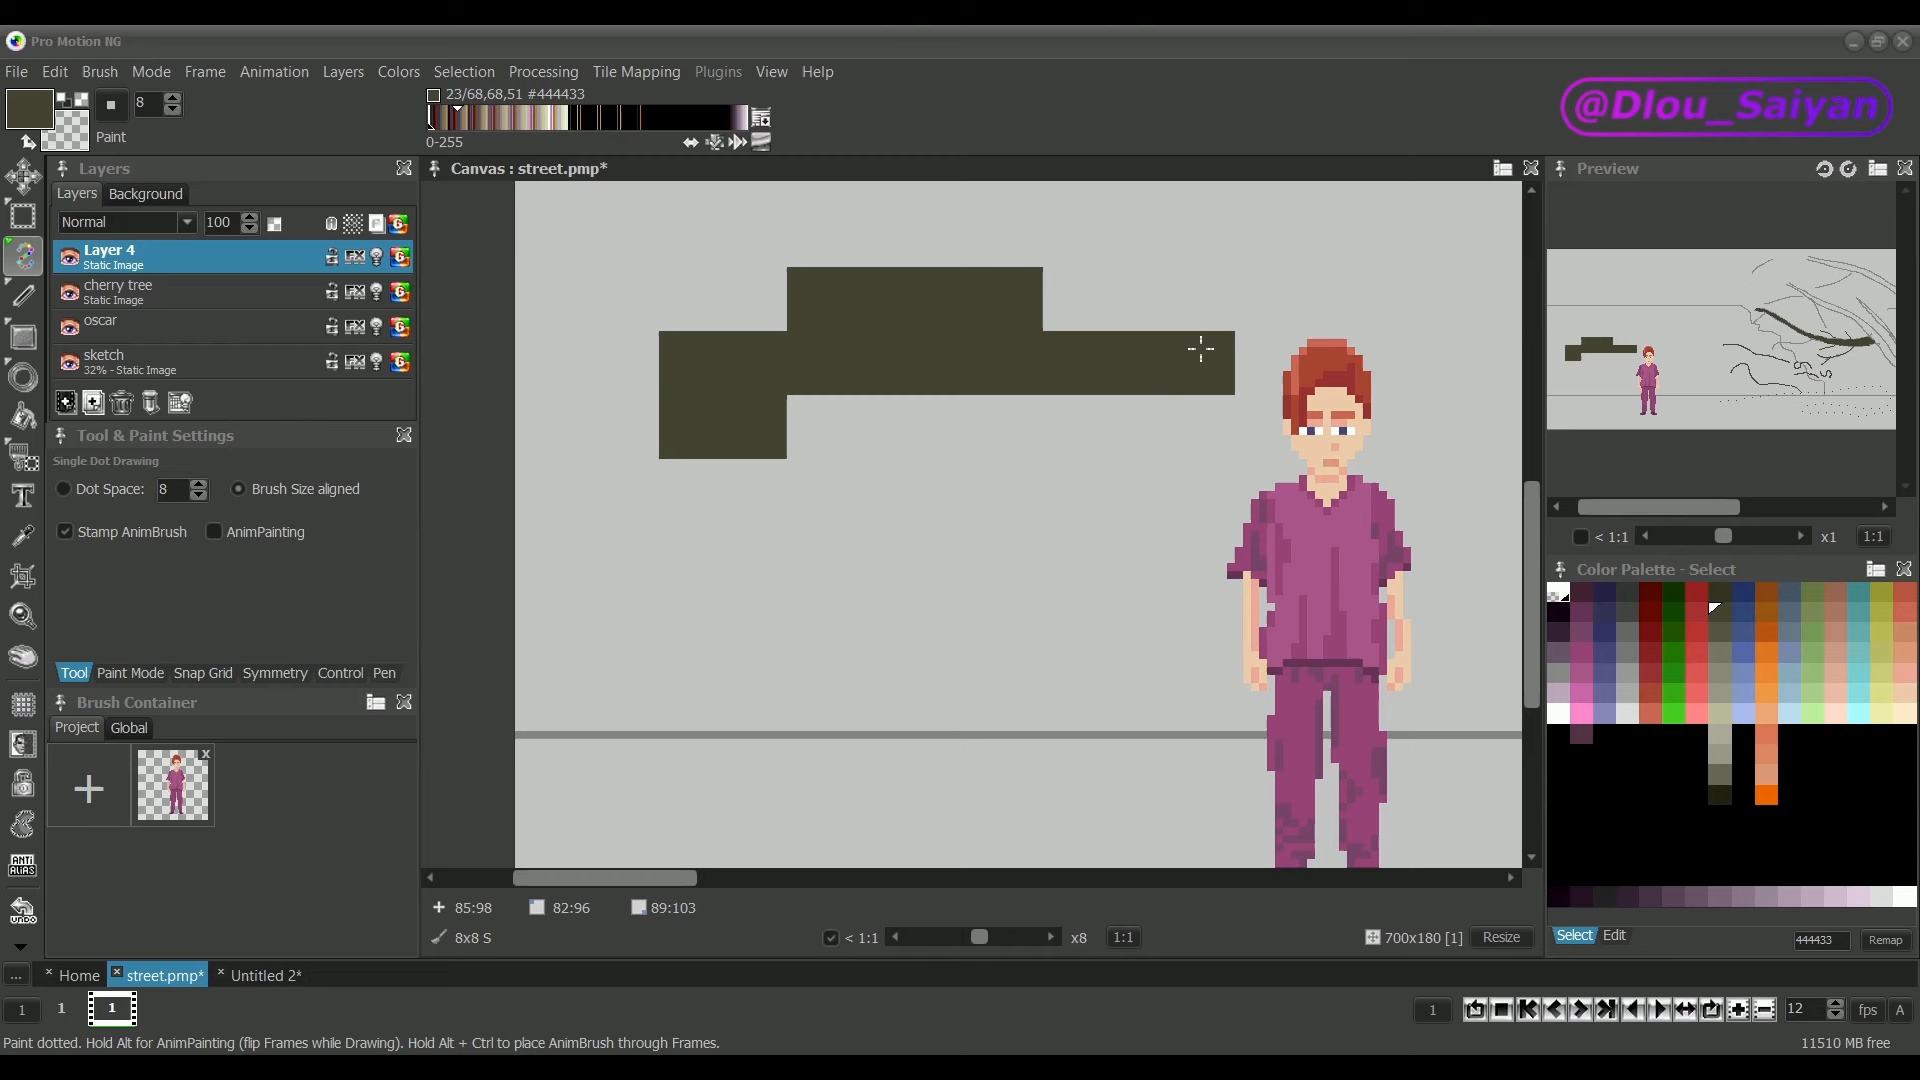 Pro Motion NG
File Edit Brush Mode Frame Animation Layers Colors Selection Processing Tile Mapping Plugins View Help
8
Paint
23/68,68,51 #444433
0-255
@Dlou_Saiyan
Layers
Layers Background
Normal 100
Layer 4
Static Image
cherry tree
Static Image
oscar
sketch
32% - Static Image
Tool & Paint Settings
Single Dot Drawing
Dot Space: 8 Brush Size aligned
Stamp AnimBrush AnimPainting
Tool Paint Mode Snap Grid Symmetry Control Pen
Brush Container
Project Global
x
ANTI
ALIAS
UNDO
Canvas : street.pmp*
85:98 82:96 89:103
8x8 S < 1:1 x8 1:1 700x180 [1] Resize
Preview
< 1:1 x1 1:1
Color Palette - Select
Select Edit 444433 Remap
... Home street.pmp* Untitled 2*
1 1 1 1 12 fps A
Paint dotted. Hold Alt for AnimPainting (flip Frames while Drawing). Hold Alt + Ctrl to place AnimBrush through Frames. 11510 MB free